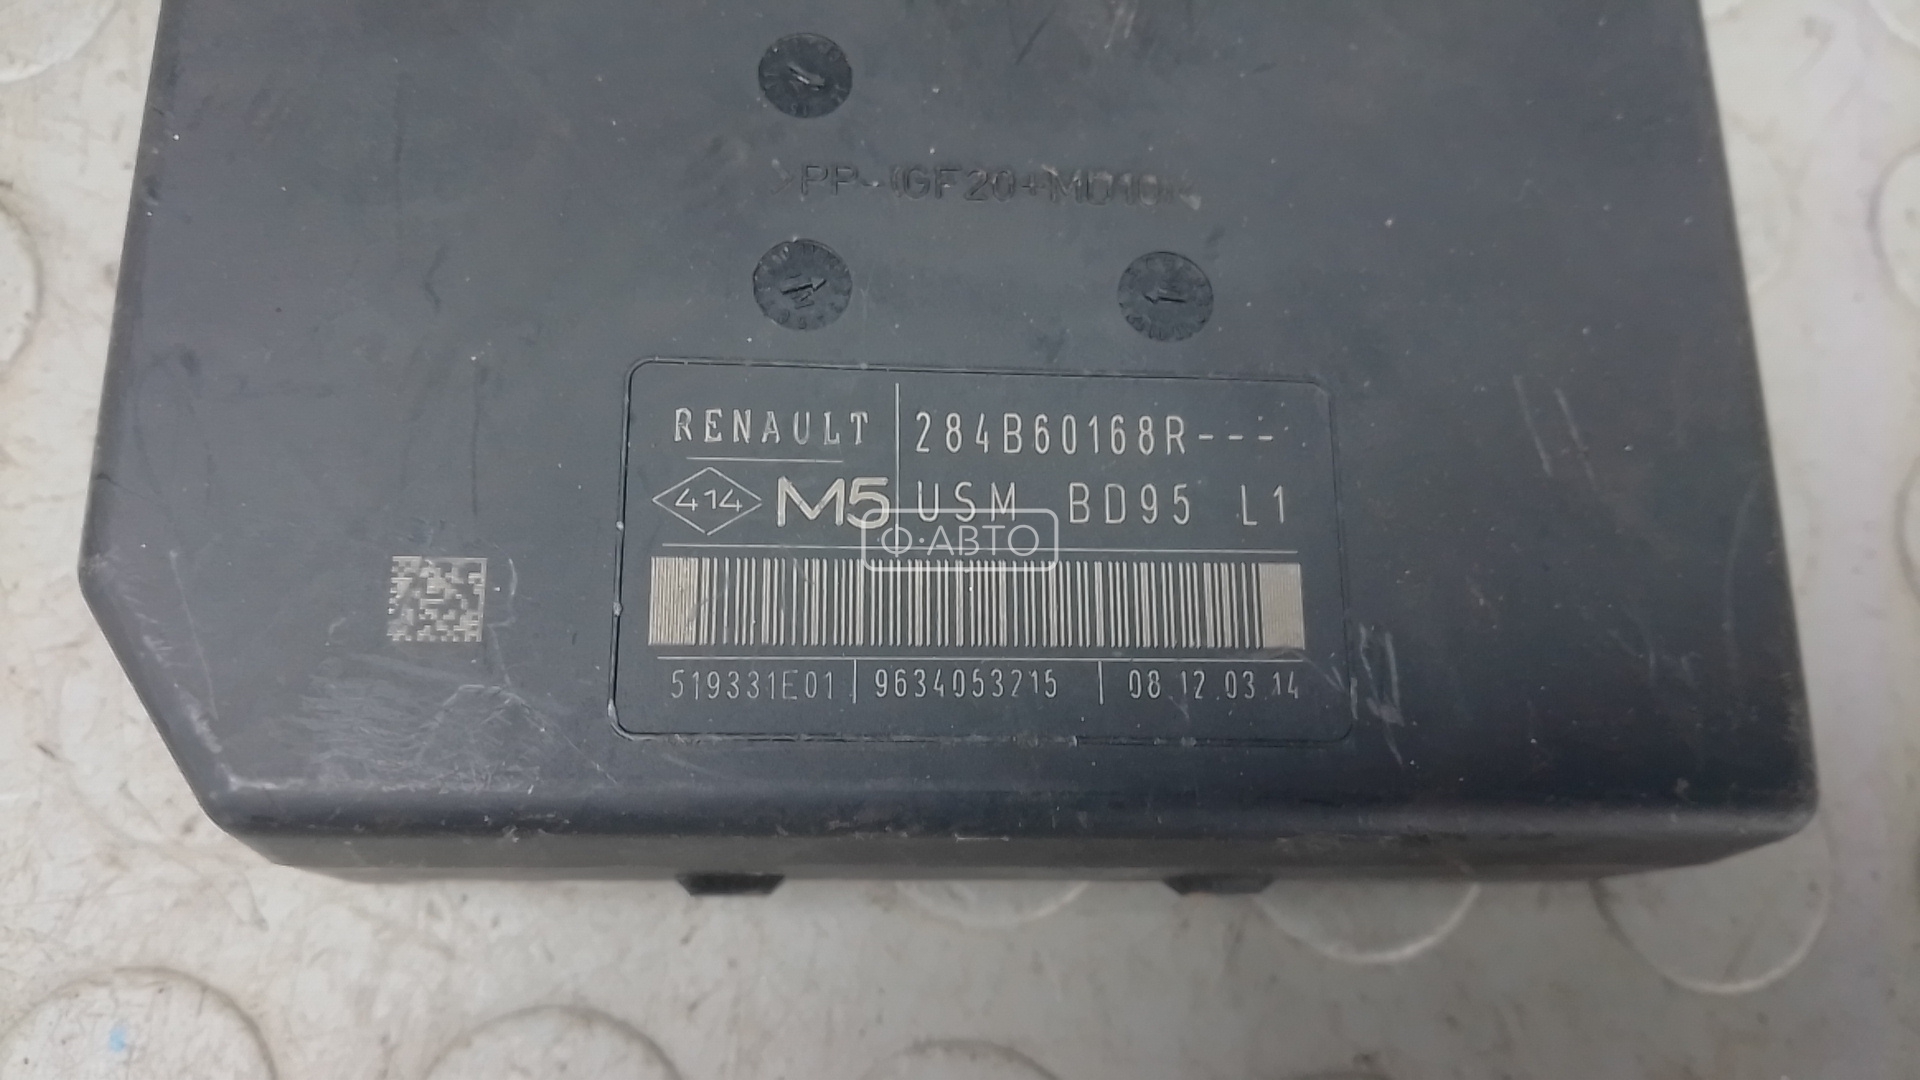 >PP-IGF20+MD10<
RENAULT 284B60168R---
414 M5 USM BD95 L1
Ф·АВТО
519331E01 9634053215 08.12.03.14